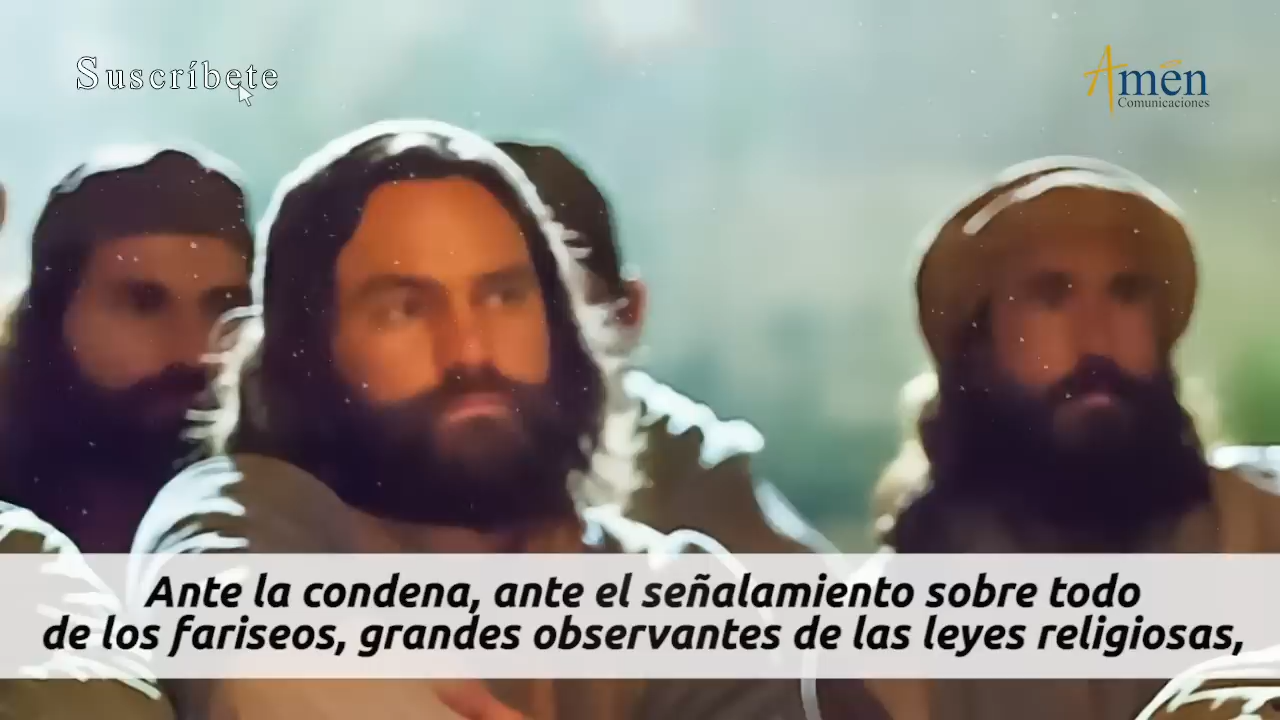 Suscríbete
Amén
Comunicaciones
Ante la condena, ante el señalamiento sobre todo
de los fariseos, grandes observantes de las leyes religiosas,